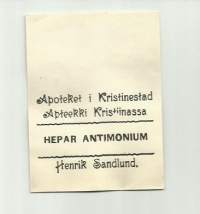 Apoteket i Kristinestad
Apteekki Kristiinassa
HEPAR ANTIMONIUM
Henrik Sandlund.